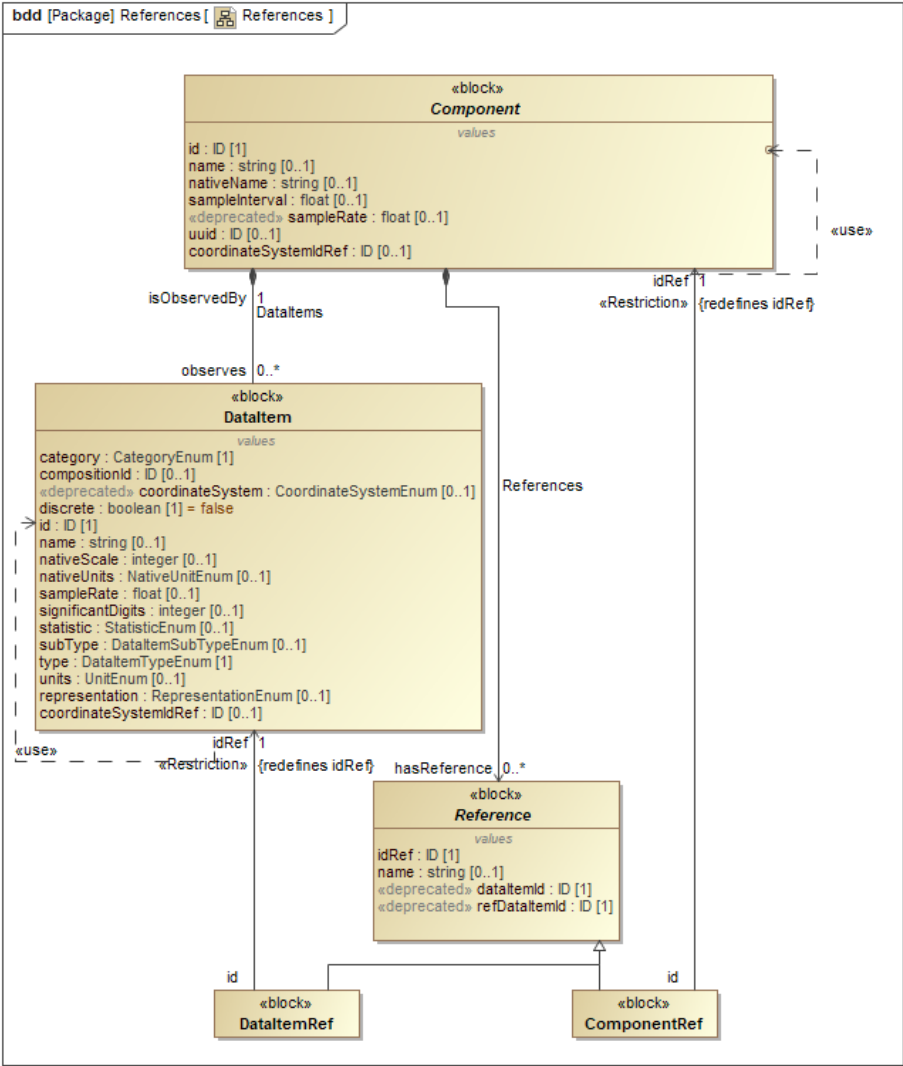 bdd [Package] References [ References ]
«block»
Component
values
id : ID [1]
name : string [0..1]
nativeName : string [0..1]
sampleInterval : float [0..1]
«deprecated» sampleRate : float [0..1]
uuid : ID [0..1]
coordinateSystemIdRef : ID [0..1]
«use»
isObservedBy 1
DataItems
idRef 1
«Restriction» {redefines idRef}
observes 0..*
«block»
DataItem
values
category : CategoryEnum [1]
compositionId : ID [0..1]
«deprecated» coordinateSystem : CoordinateSystemEnum [0..1]
discrete : boolean [1] = false
id : ID [1]
name : string [0..1]
nativeScale : integer [0..1]
nativeUnits : NativeUnitEnum [0..1]
sampleRate : float [0..1]
significantDigits : integer [0..1]
statistic : StatisticEnum [0..1]
subType : DataItemSubTypeEnum [0..1]
type : DataItemTypeEnum [1]
units : UnitEnum [0..1]
representation : RepresentationEnum [0..1]
coordinateSystemIdRef : ID [0..1]
References
«use»
idRef 1
«Restriction» {redefines idRef}
hasReference 0..*
«block»
Reference
values
idRef : ID [1]
name : string [0..1]
«deprecated» dataItemId : ID [1]
«deprecated» refDataItemId : ID [1]
id
id
«block»
DataItemRef
«block»
ComponentRef